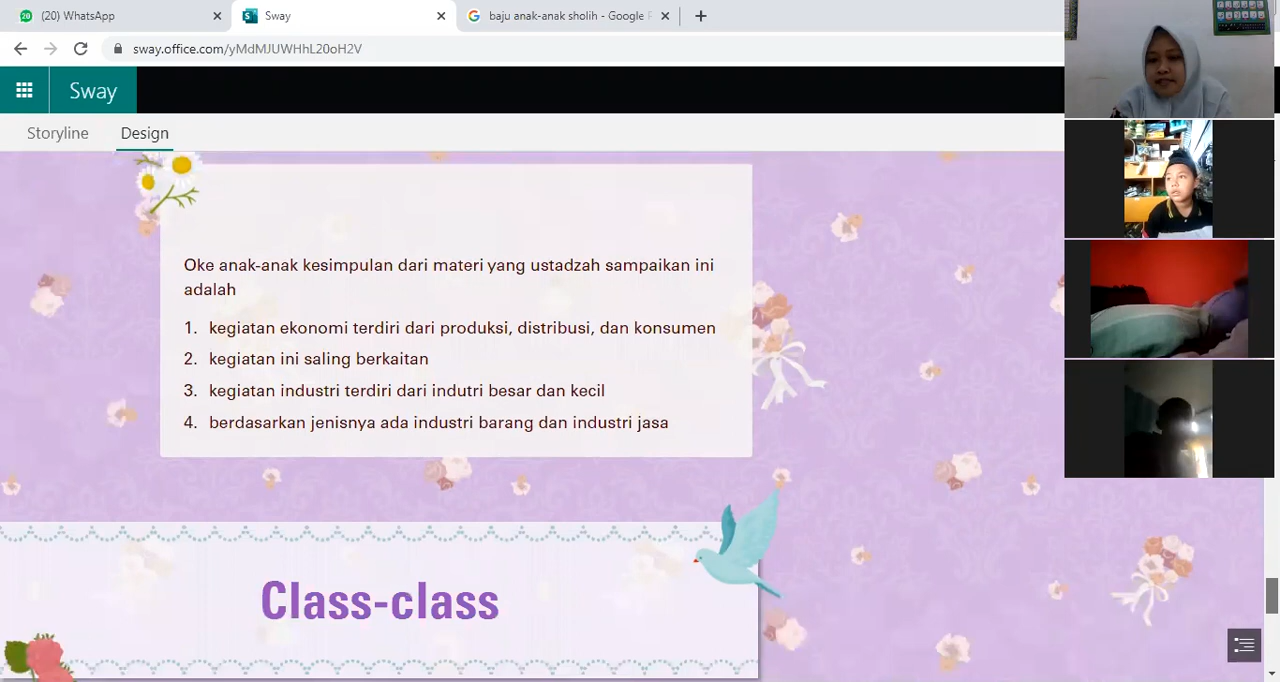 (20) WhatsApp
Sway
baju anak-anak sholih - Google
sway.office.com/yMdMJUWHhL20oH2V
Sway
Storyline
Design
Oke anak-anak kesimpulan dari materi yang ustadzah sampaikan ini
adalah
1. kegiatan ekonomi terdiri dari produksi, distribusi, dan konsumen
2. kegiatan ini saling berkaitan
3. kegiatan industri terdiri dari indutri besar dan kecil
4. berdasarkan jenisnya ada industri barang dan industri jasa
Class-class